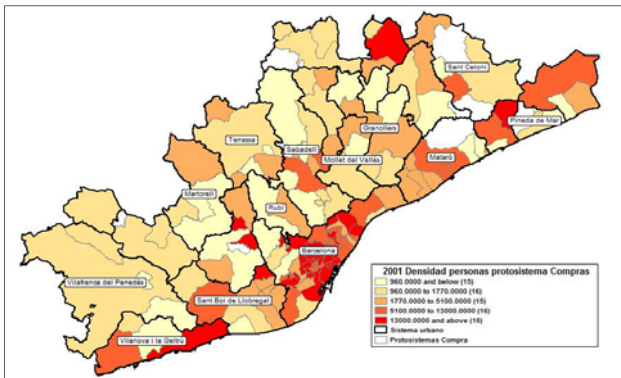 Sant Celoni
Pineda de Mar
Granollers
Terrassa
Sabadell
Mollet del Vallès
Mataró
Martorell
Rubí
Barcelona
Vilafranca del Penedès
Sant Boi de Llobregat
Vilanova i la Geltrú
2001 Densidad personas protosistema Compras
960.0000 and below (15)
960.0000 to 1770.0000 (16)
1770.0000 to 5100.0000 (15)
5100.0000 to 13000.0000 (16)
13000.0000 and above (16)
Sistema urbano
Protosistemas Compra